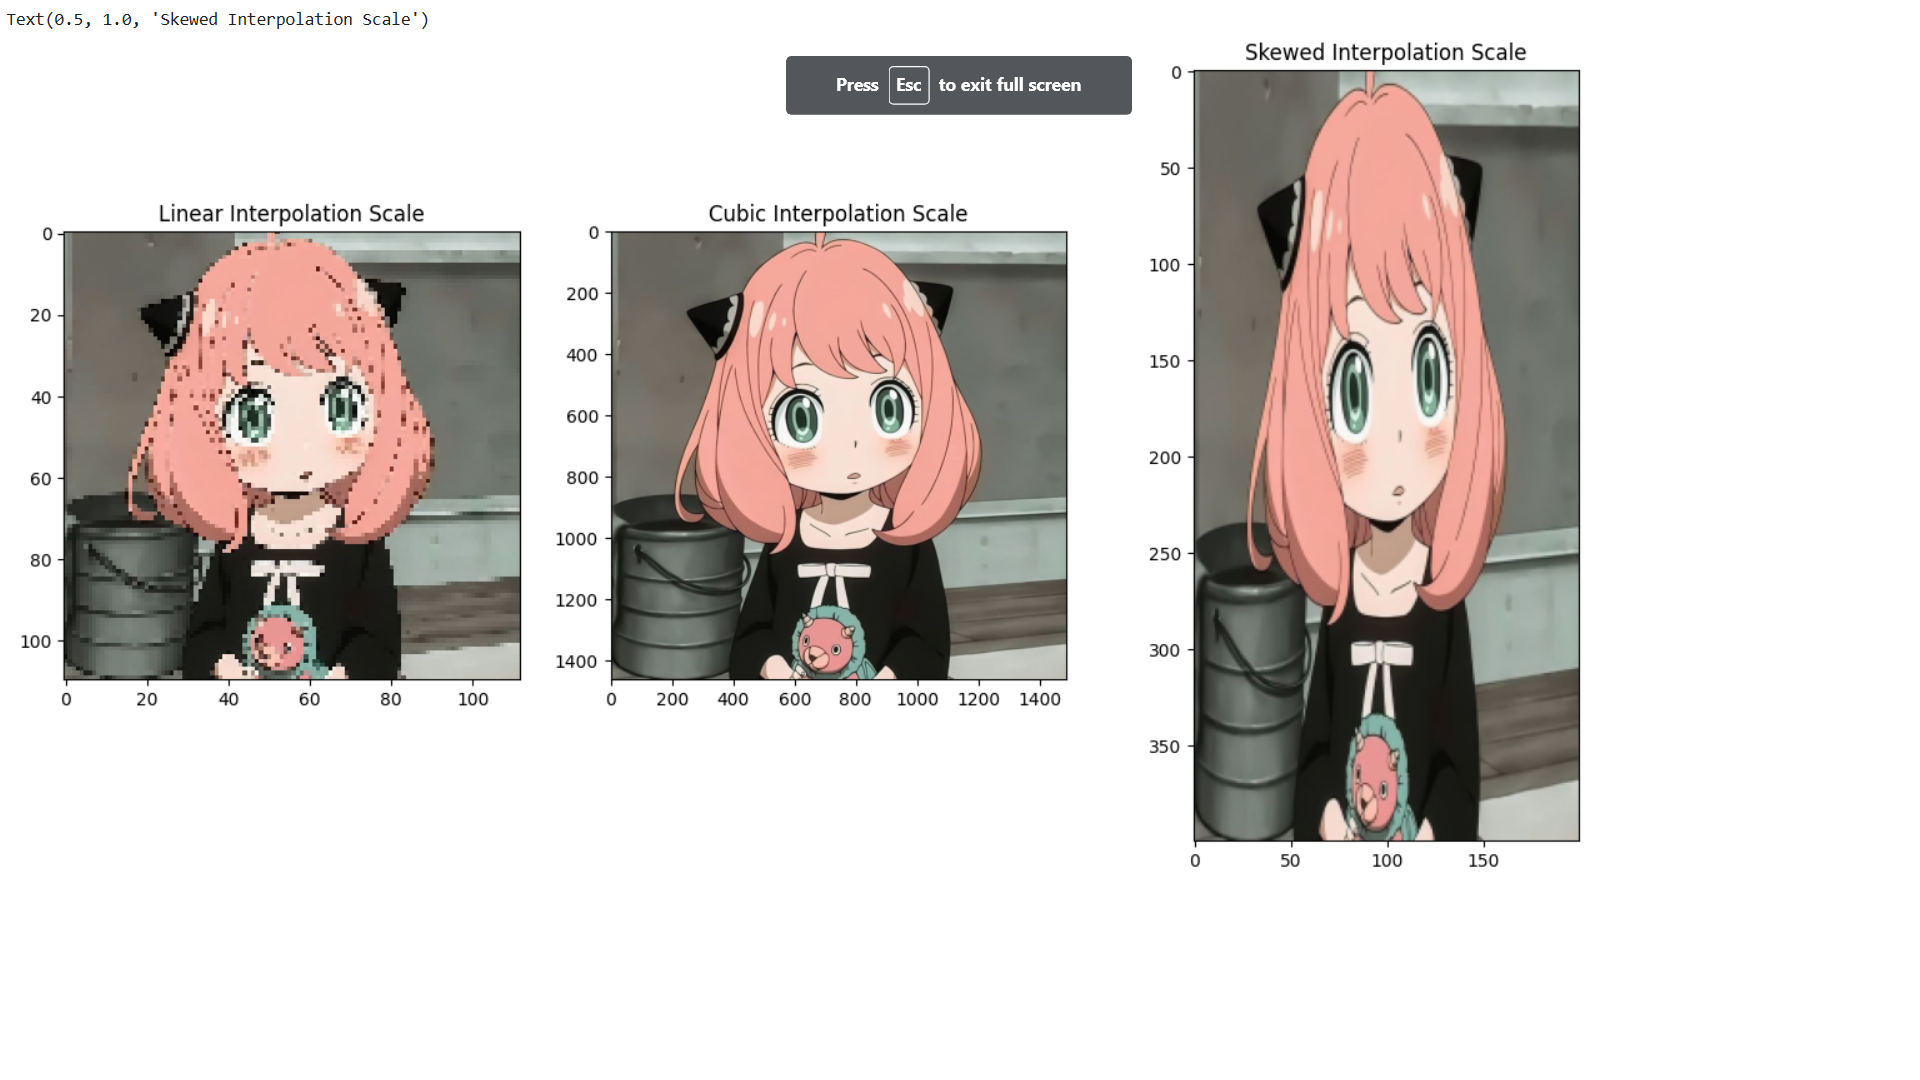 Text(0.5, 1.0, 'Skewed Interpolation Scale')
Press Esc to exit full screen
Linear Interpolation Scale
0
20
40
60
80
100
0 20 40 60 80 100
Cubic Interpolation Scale
0
200
400
600
800
1000
1200
1400
0 200 400 600 800 1000 1200 1400
Skewed Interpolation Scale
0
50
100
150
200
250
300
350
0 50 100 150